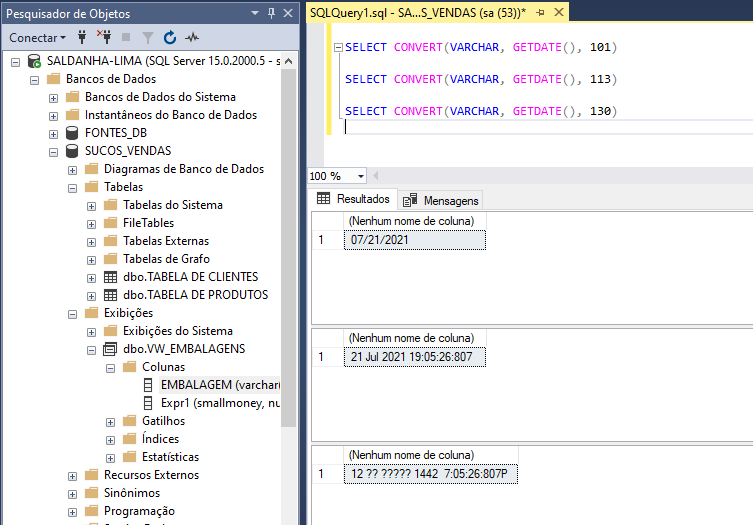 Pesquisador de Objetos
Conectar
SALDANHA-LIMA (SQL Server 15.0.2000.5 - s
Bancos de Dados
Bancos de Dados do Sistema
Instantâneos do Banco de Dados
FONTES_DB
SUCOS_VENDAS
Diagramas de Banco de Dados
Tabelas
Tabelas do Sistema
FileTables
Tabelas Externas
Tabelas de Grafo
dbo.TABELA DE CLIENTES
dbo.TABELA DE PRODUTOS
Exibições
Exibições do Sistema
dbo.VW_EMBALAGENS
Colunas
EMBALAGEM (varchar(
Expr1 (smallmoney, nu
Gatilhos
Índices
Estatísticas
Recursos Externos
Sinônimos
Programação
SQLQuery1.sql - SA...S_VENDAS (sa (53))*
SELECT CONVERT(VARCHAR, GETDATE(), 101)
SELECT CONVERT(VARCHAR, GETDATE(), 113)
SELECT CONVERT(VARCHAR, GETDATE(), 130)
100 %
Resultados Mensagens
(Nenhum nome de coluna)
1 07/21/2021
(Nenhum nome de coluna)
1 21 Jul 2021 19:05:26:807
(Nenhum nome de coluna)
1 12 ?? ????? 1442 7:05:26:807P